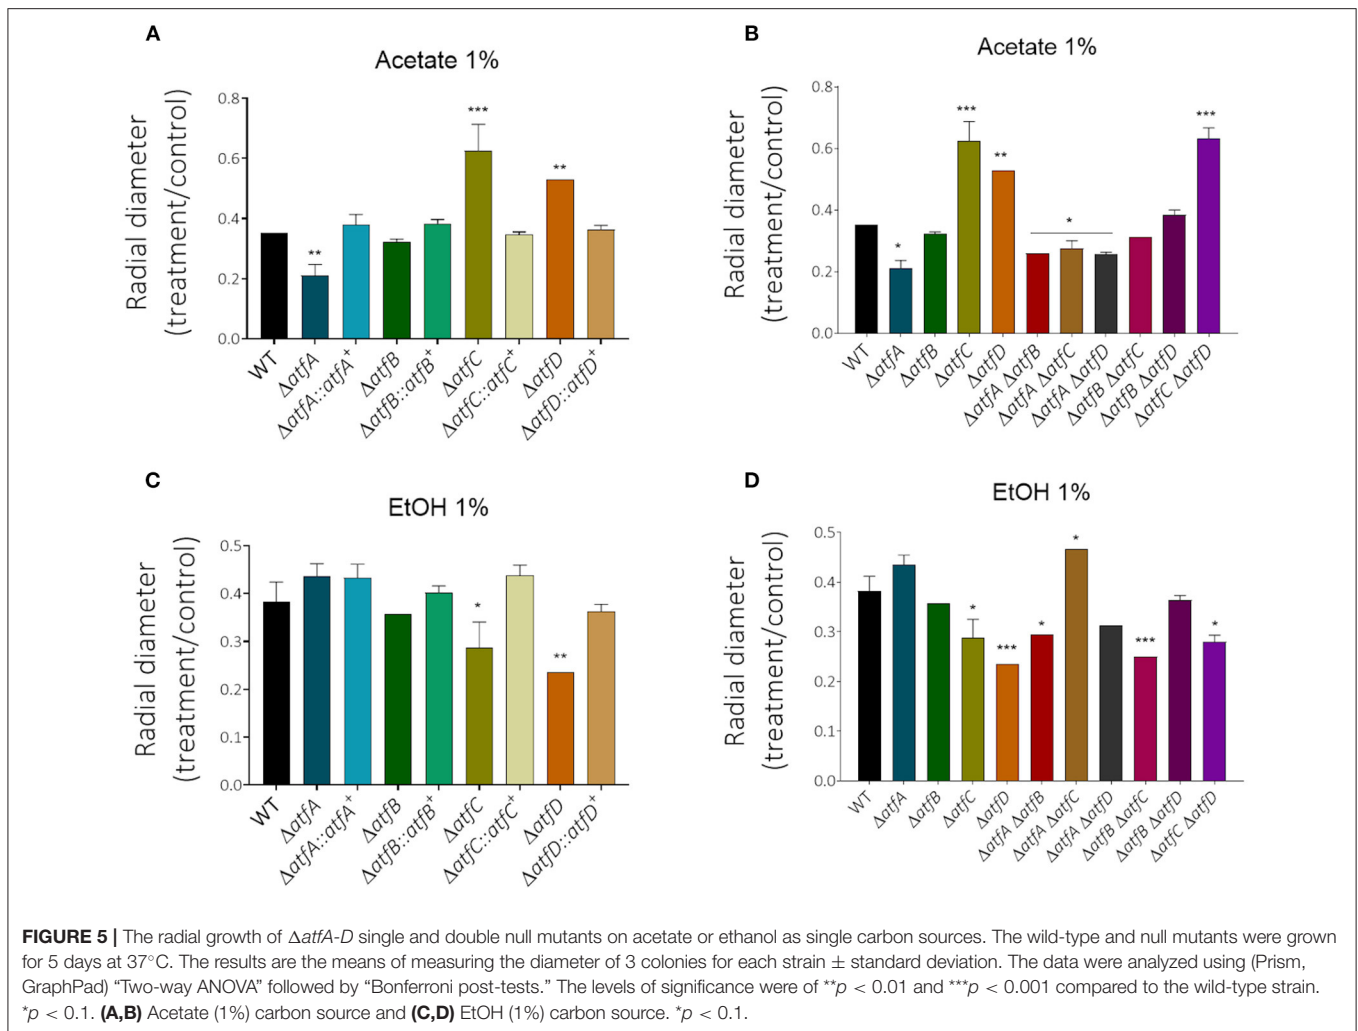 A
Acetate 1%
Radial diameter
(treatment/control)
0.8
0.6
0.4
0.2
0.0
***
**
**
WT
ΔatfA
ΔatfA::atfA+
ΔatfB
ΔatfB::atfB+
ΔatfC
ΔatfC::atfC+
ΔatfD
ΔatfD::atfD+
B
Acetate 1%
Radial diameter
(treatment/control)
0.8
0.6
0.4
0.2
0.0
*
***
**
*
***
WT
ΔatfA
ΔatfB
ΔatfC
ΔatfD
ΔatfA ΔatfB
ΔatfA ΔatfC
ΔatfA ΔatfD
ΔatfB ΔatfC
ΔatfB ΔatfD
ΔatfC ΔatfD
C
EtOH 1%
Radial diameter
(treatment/control)
0.5
0.4
0.3
0.2
0.1
0.0
*
**
WT
ΔatfA
ΔatfA::atfA+
ΔatfB
ΔatfB::atfB+
ΔatfC
ΔatfC::atfC+
ΔatfD
ΔatfD::atfD+
D
EtOH 1%
Radial diameter
(treatment/control)
0.5
0.4
0.3
0.2
0.1
0.0
*
***
*
*
***
*
WT
ΔatfA
ΔatfB
ΔatfC
ΔatfD
ΔatfA ΔatfB
ΔatfA ΔatfC
ΔatfA ΔatfD
ΔatfB ΔatfC
ΔatfB ΔatfD
ΔatfC ΔatfD
FIGURE 5 | The radial growth of ΔatfA-D single and double null mutants on acetate or ethanol as single carbon sources. The wild-type and null mutants were grown
for 5 days at 37°C. The results are the means of measuring the diameter of 3 colonies for each strain ± standard deviation. The data were analyzed using (Prism,
GraphPad) “Two-way ANOVA” followed by “Bonferroni post-tests.” The levels of significance were of **p < 0.01 and ***p < 0.001 compared to the wild-type strain.
*p < 0.1. (A,B) Acetate (1%) carbon source and (C,D) EtOH (1%) carbon source. *p < 0.1.